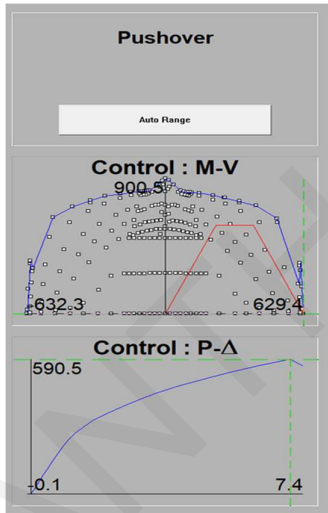 Pushover
Auto Range
Control : M-V
900.5
-632.3
629.4
Control : P-Δ
590.5
-0.1
7.4